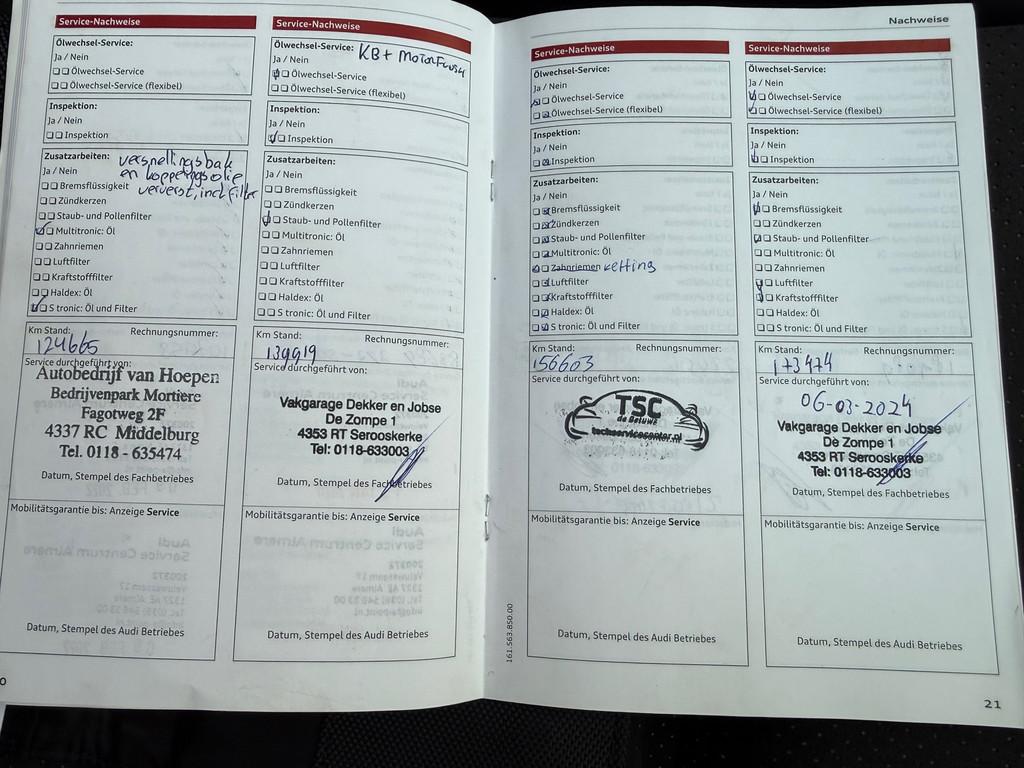 Service-Nachweise
Ölwechsel-Service:
Ja / Nein
Ölwechsel-Service
Ölwechsel-Service (flexibel)
Inspektion:
Ja / Nein
Inspektion
Zusatzarbeiten: versnellingsbak
en koppelingsolie
ververst, incl filter
Ja / Nein
Bremsflüssigkeit
Zündkerzen
Staub- und Pollenfilter
Multitronic: Öl
Zahnriemen
Luftfilter
Kraftstofffilter
Haldex: Öl
S tronic: Öl und Filter
Km Stand: Rechnungsnummer:
124665
Service durchgeführt von:
Autobedrijf van Hoepen
Bedrijvenpark Mortiere
Fagotweg 2F
4337 RC Middelburg
Tel. 0118 - 635474
Datum, Stempel des Fachbetriebes
Mobilitätsgarantie bis: Anzeige Service
Datum, Stempel des Audi Betriebes
Service-Nachweise
Ölwechsel-Service: KB + Motorflush
Ja / Nein
Ölwechsel-Service
Ölwechsel-Service (flexibel)
Inspektion:
Ja / Nein
Inspektion
Zusatzarbeiten:
Ja / Nein
Bremsflüssigkeit
Zündkerzen
Staub- und Pollenfilter
Multitronic: Öl
Zahnriemen
Luftfilter
Kraftstofffilter
Haldex: Öl
S tronic: Öl und Filter
Km Stand: Rechnungsnummer:
139919
Service durchgeführt von:
Vakgarage Dekker en Jobse
De Zompe 1
4353 RT Serooskerke
Tel: 0118-633003
Datum, Stempel des Fachbetriebes
Mobilitätsgarantie bis: Anzeige Service
Datum, Stempel des Audi Betriebes
161.563.850.00
Nachweise
Service-Nachweise
Ölwechsel-Service:
Ja / Nein
Ölwechsel-Service
Ölwechsel-Service (flexibel)
Inspektion:
Ja / Nein
Inspektion
Zusatzarbeiten:
Ja / Nein
Bremsflüssigkeit
Zündkerzen
Staub- und Pollenfilter
Multitronic: Öl
Zahnriemen ketting
Luftfilter
Kraftstofffilter
Haldex: Öl
S tronic: Öl und Filter
Km Stand: Rechnungsnummer:
156603
Service durchgeführt von:
TSC
de Betuwe
techservicecenter.nl
Datum, Stempel des Fachbetriebes
Mobilitätsgarantie bis: Anzeige Service
Datum, Stempel des Audi Betriebes
Service-Nachweise
Ölwechsel-Service:
Ja / Nein
Ölwechsel-Service
Ölwechsel-Service (flexibel)
Inspektion:
Ja / Nein
Inspektion
Zusatzarbeiten:
Ja / Nein
Bremsflüssigkeit
Zündkerzen
Staub- und Pollenfilter
Multitronic: Öl
Zahnriemen
Luftfilter
Kraftstofffilter
Haldex: Öl
S tronic: Öl und Filter
Km Stand: Rechnungsnummer:
173474
Service durchgeführt von:
06-03-2024
Vakgarage Dekker en Jobse
De Zompe 1
4353 RT Serooskerke
Tel: 0118-633003
Datum, Stempel des Fachbetriebes
Mobilitätsgarantie bis: Anzeige Service
Datum, Stempel des Audi Betriebes
21